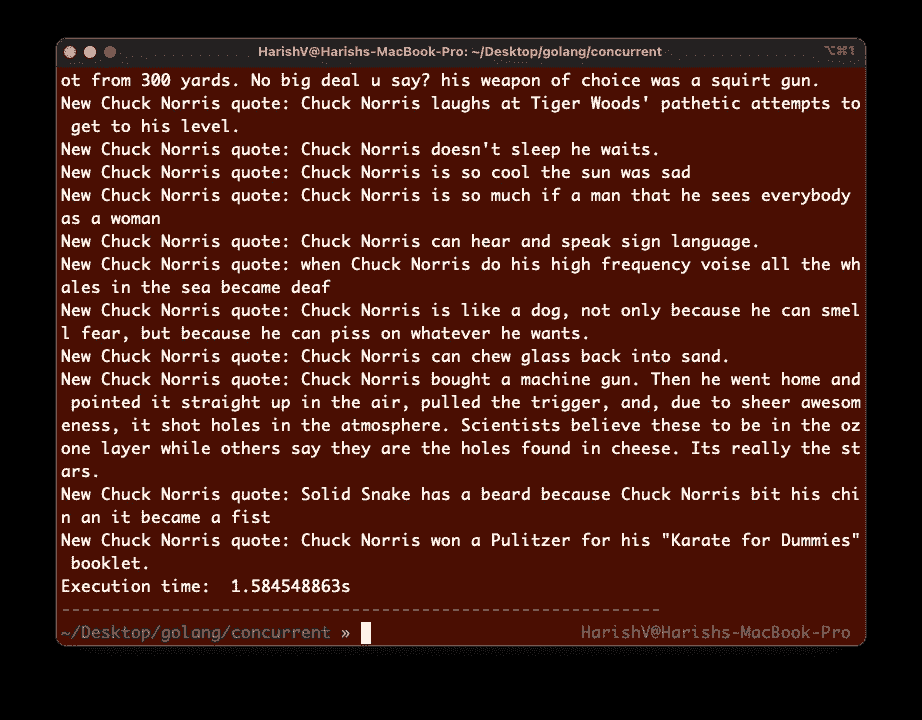 HarishV@Harishs-MacBook-Pro: ~/Desktop/golang/concurrent
⌥⌘1
ot from 300 yards. No big deal u say? his weapon of choice was a squirt gun.
New Chuck Norris quote: Chuck Norris laughs at Tiger Woods' pathetic attempts to
 get to his level.
New Chuck Norris quote: Chuck Norris doesn't sleep he waits.
New Chuck Norris quote: Chuck Norris is so cool the sun was sad
New Chuck Norris quote: Chuck Norris is so much if a man that he sees everybody
as a woman
New Chuck Norris quote: Chuck Norris can hear and speak sign language.
New Chuck Norris quote: when Chuck Norris do his high frequency voise all the wh
ales in the sea became deaf
New Chuck Norris quote: Chuck Norris is like a dog, not only because he can smel
l fear, but because he can piss on whatever he wants.
New Chuck Norris quote: Chuck Norris can chew glass back into sand.
New Chuck Norris quote: Chuck Norris bought a machine gun. Then he went home and
 pointed it straight up in the air, pulled the trigger, and, due to sheer awesom
eness, it shot holes in the atmosphere. Scientists believe these to be in the oz
one layer while others say they are the holes found in cheese. Its really the st
ars.
New Chuck Norris quote: Solid Snake has a beard because Chuck Norris bit his chi
n an it became a fist
New Chuck Norris quote: Chuck Norris won a Pulitzer for his "Karate for Dummies"
 booklet.
Execution time:  1.584548863s
------------------------------------------------------------
~/Desktop/golang/concurrent » HarishV@Harishs-MacBook-Pro